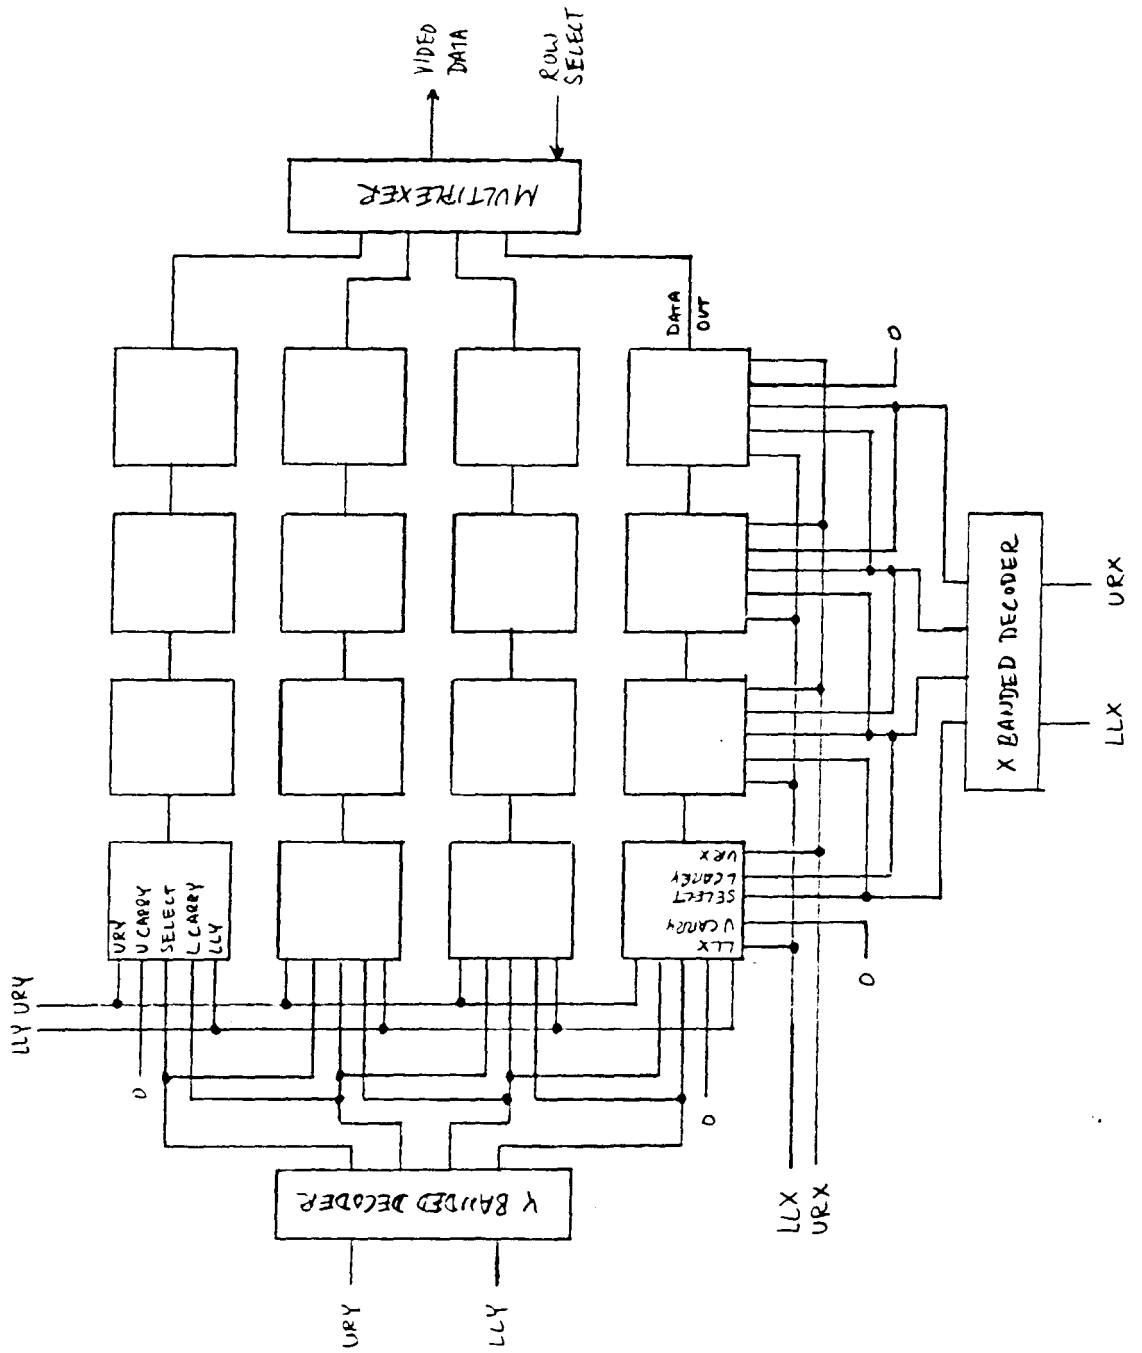 VIDEO
DATA
ROW
SELECT
MULTIPLEXER
DATA
OUT
0
URY
U CARRY
SELECT
L CARRY
LLY
URX
L CARRY
SELECT
U CARRY
LLX
LLY URY
0
0
0
Y BANDED DECODER
URY
LLY
LLX
URX
X BANDED DECODER
LLX
URX